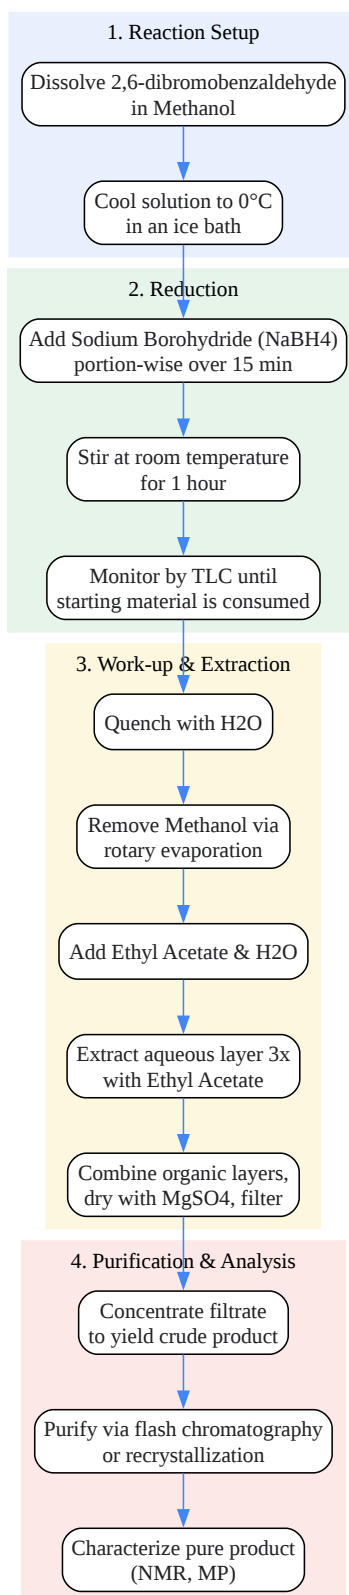 1. Reaction Setup
Dissolve 2,6-dibromobenzaldehyde
in Methanol
Cool solution to 0°C
in an ice bath
2. Reduction
Add Sodium Borohydride (NaBH4)
portion-wise over 15 min
Stir at room temperature
for 1 hour
Monitor by TLC until
starting material is consumed
3. Work-up & Extraction
Quench with H2O
Remove Methanol via
rotary evaporation
Add Ethyl Acetate & H2O
Extract aqueous layer 3x
with Ethyl Acetate
Combine organic layers,
dry with MgSO4, filter
4. Purification & Analysis
Concentrate filtrate
to yield crude product
Purify via flash chromatography
or recrystallization
Characterize pure product
(NMR, MP)